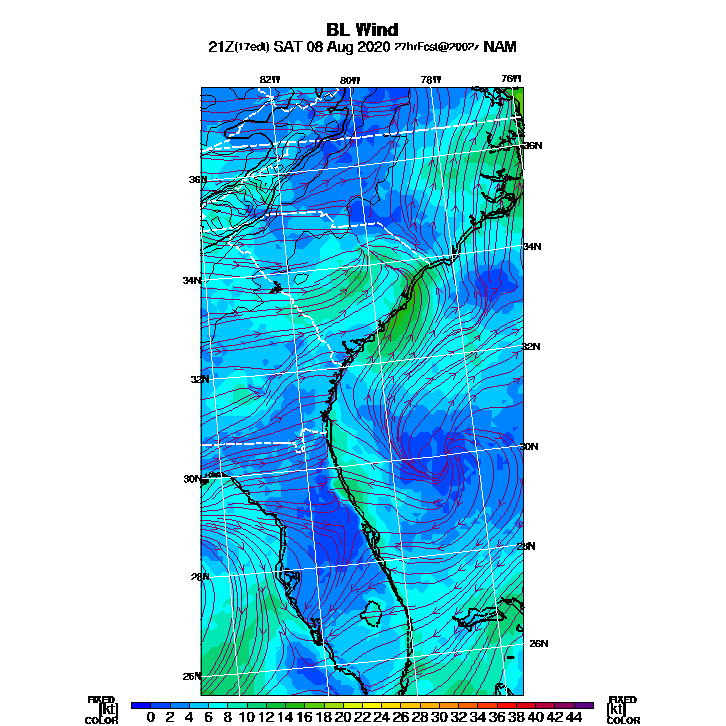 BL Wind
21Z(17edt) SAT 08 Aug 2020 27hrFcst@2002z NAM
82W 80W 78W 76W
36N
36N
34N
34N
32N
32N
30N
30N
28N
28N
26N
26N
FIXED FIXED
[kt] 0 2 4 6 8 10 12 14 16 18 20 22 24 26 28 30 32 34 36 38 40 42 44 [kt]
COLOR COLOR